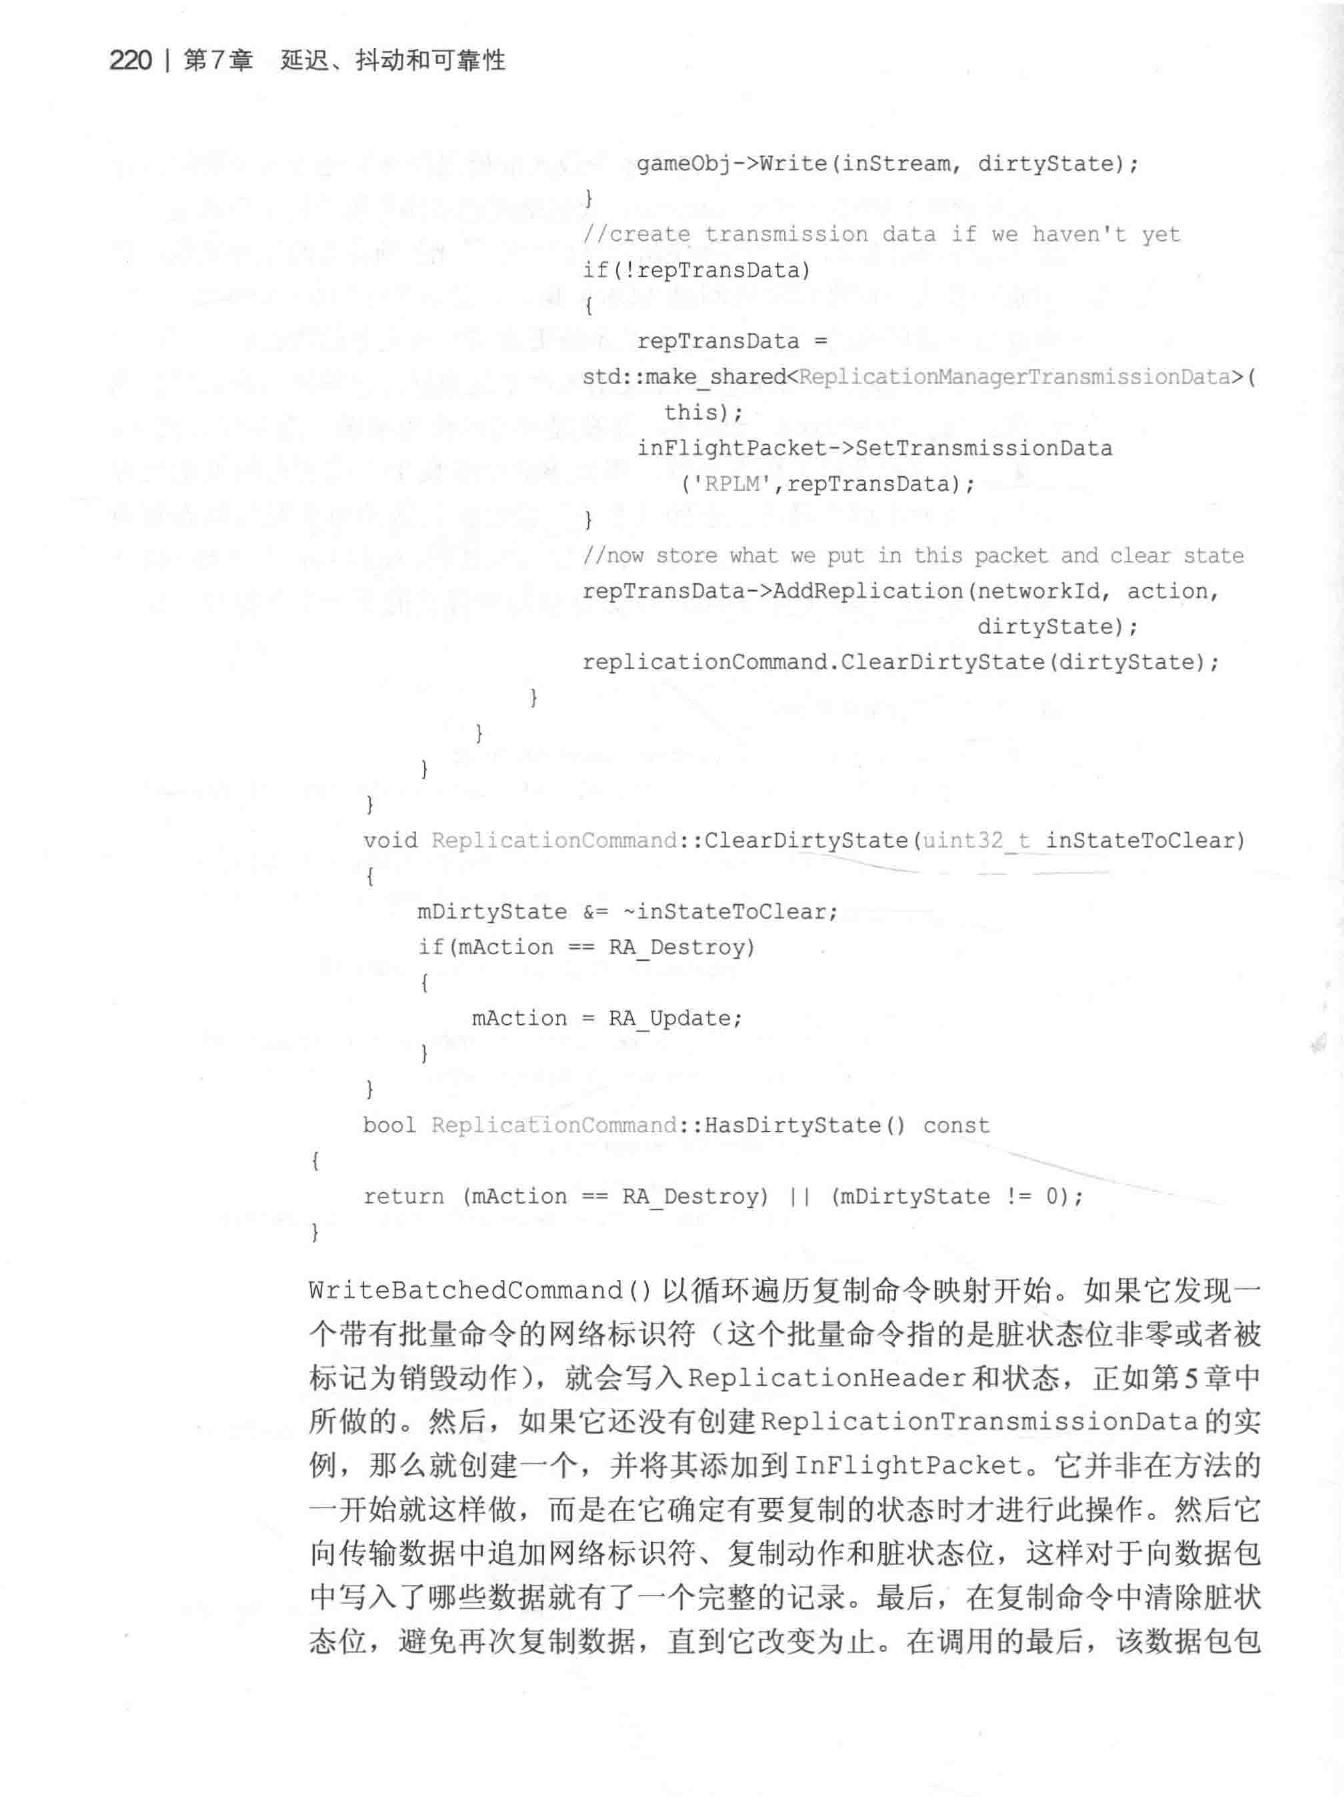 220 | 第7章 延迟、抖动和可靠性
gameObj->Write(inStream, dirtyState);
}
//create transmission data if we haven't yet
if(!repTransData)
{
repTransData =
std::make_shared<ReplicationManagerTransmissionData>(
this);
inFlightPacket->SetTransmissionData
('RPLM',repTransData);
}
//now store what we put in this packet and clear state
repTransData->AddReplication(networkId, action,
dirtyState);
replicationCommand.ClearDirtyState(dirtyState);
}
}
}
}
void ReplicationCommand::ClearDirtyState(uint32_t inStateToClear)
{
mDirtyState &= ~inStateToClear;
if(mAction == RA_Destroy)
{
mAction = RA_Update;
}
}
bool ReplicationCommand::HasDirtyState() const
{
return (mAction == RA_Destroy) || (mDirtyState != 0);
}
WriteBatchedCommand()以循环遍历复制命令映射开始。如果它发现一
个带有批量命令的网络标识符（这个批量命令指的是脏状态位非零或者被
标记为销毁动作），就会写入ReplicationHeader和状态，正如第5章中
所做的。然后，如果它还没有创建ReplicationTransmissionData的实
例，那么就创建一个，并将其添加到InFlightPacket。它并非在方法的
一开始就这样做，而是在它确定有要复制的状态时才进行此操作。然后它
向传输数据中追加网络标识符、复制动作和脏状态位，这样对于向数据包
中写入了哪些数据就有了一个完整的记录。最后，在复制命令中清除脏状
态位，避免再次复制数据，直到它改变为止。在调用的最后，该数据包包